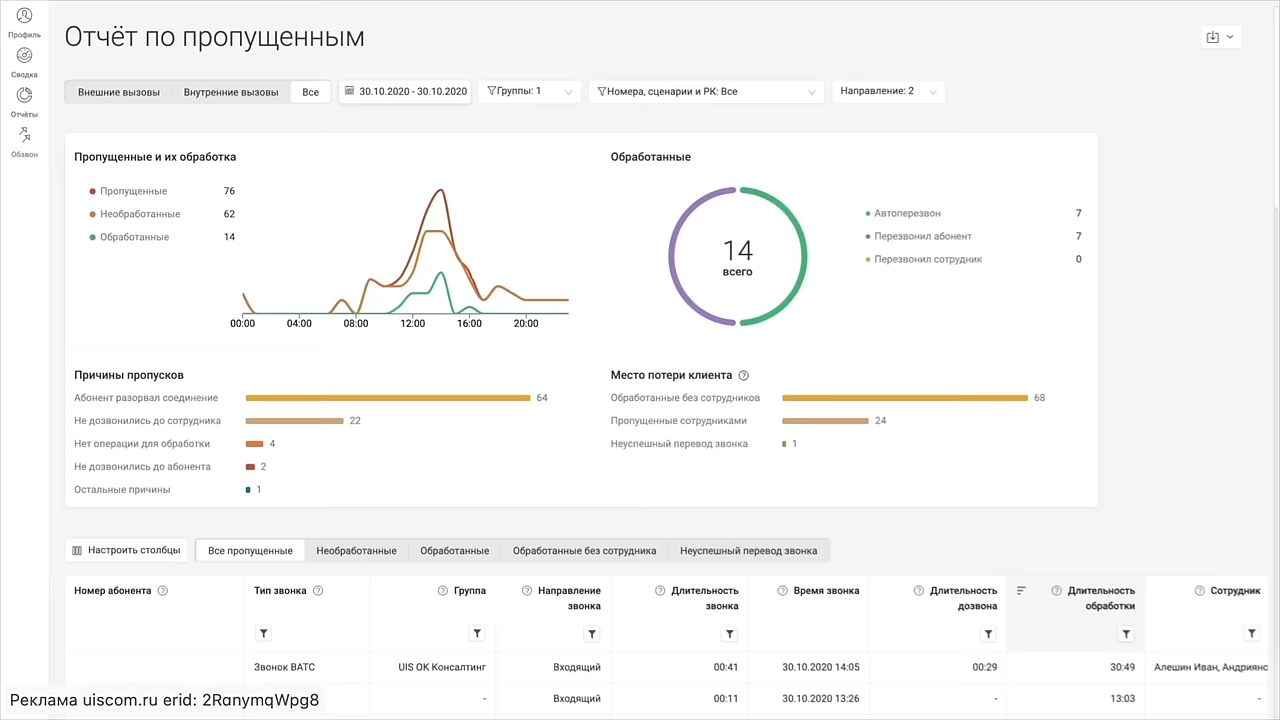 Профиль
Сводка
Отчёты
Обзвон
Отчёт по пропущенным
Внешние вызовы Внутренние вызовы Все 30.10.2020 - 30.10.2020 Группы: 1 Номера, сценарии и РК: Все Направление: 2
Пропущенные и их обработка
Пропущенные 76
Необработанные 62
Обработанные 14
00:00 04:00 08:00 12:00 16:00 20:00
Обработанные
14
всего
Автоперезвон 7
Перезвонил абонент 7
Перезвонил сотрудник 0
Причины пропусков
Абонент разорвал соединение 64
Не дозвонились до сотрудника 22
Нет операции для обработки 4
Не дозвонились до абонента 2
Остальные причины 1
Место потери клиента ?
Обработанные без сотрудников 68
Пропущенные сотрудниками 24
Неуспешный перевод звонка 1
Настроить столбцы Все пропущенные Необработанные Обработанные Обработанные без сотрудника Неуспешный перевод звонка
Номер абонента ? Тип звонка ? ? Группа ? Направление звонка ? Длительность звонка ? Время звонка ? Длительность дозвона ? Длительность обработки ? Сотрудник
Звонок ВАТС UIS ОК Консалтинг Входящий 00:41 30.10.2020 14:05 00:29 30:49 Алешин Иван, Андриянс
- Входящий 00:11 30.10.2020 13:26 - 13:03 -
Реклама uiscom.ru erid: 2RanymqWpg8